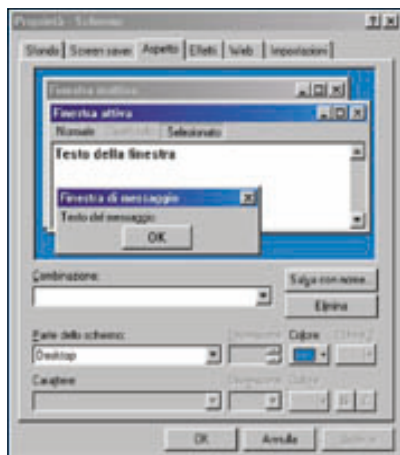 Proprietà - Schermo
Sfondo Screen saver Aspetto Effetti Web Impostazioni
Finestra inattiva
Finestra attiva
Normale Disattivato Selezionato
Testo della finestra
Finestra di messaggio
Testo del messaggio
OK
Combinazione:
Salva con nome...
Elimina
Parte dello schermo: Dimensione: Colore: Colore 2:
Desktop
Carattere: Dimensione: Colore:
OK Annulla